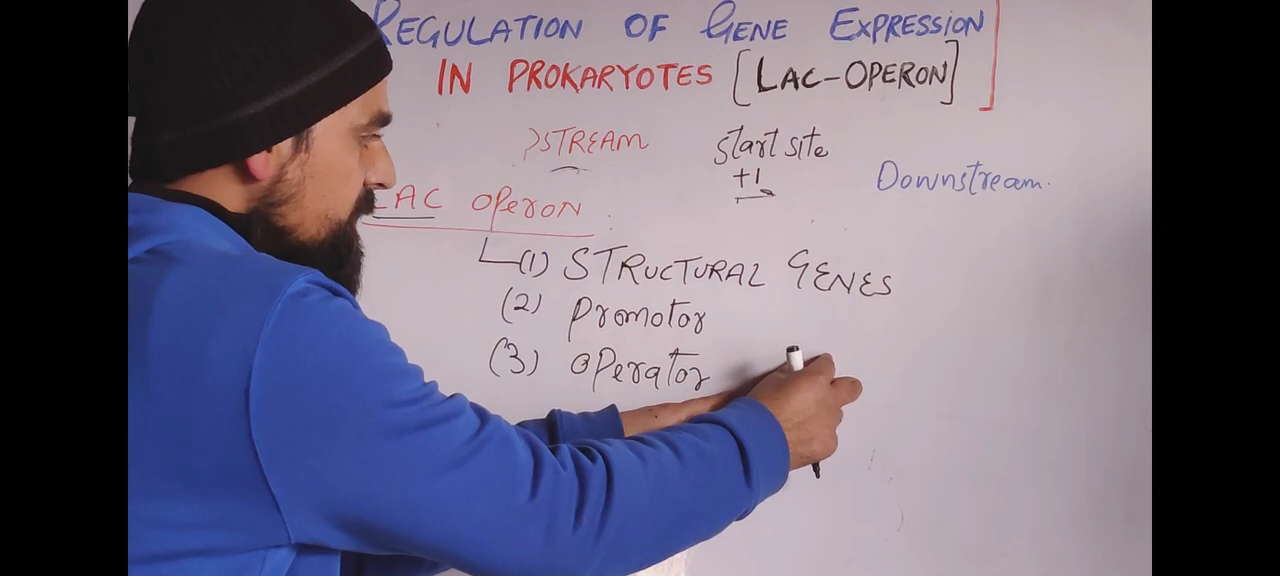 REGULATION OF GENE EXPRESSION
IN PROKARYOTES [LAC-OPERON]
PSTREAM start site Downstream.
+1
LAC operon
(1) STRUCTURAL GENES
(2) Promotor
(3) operator